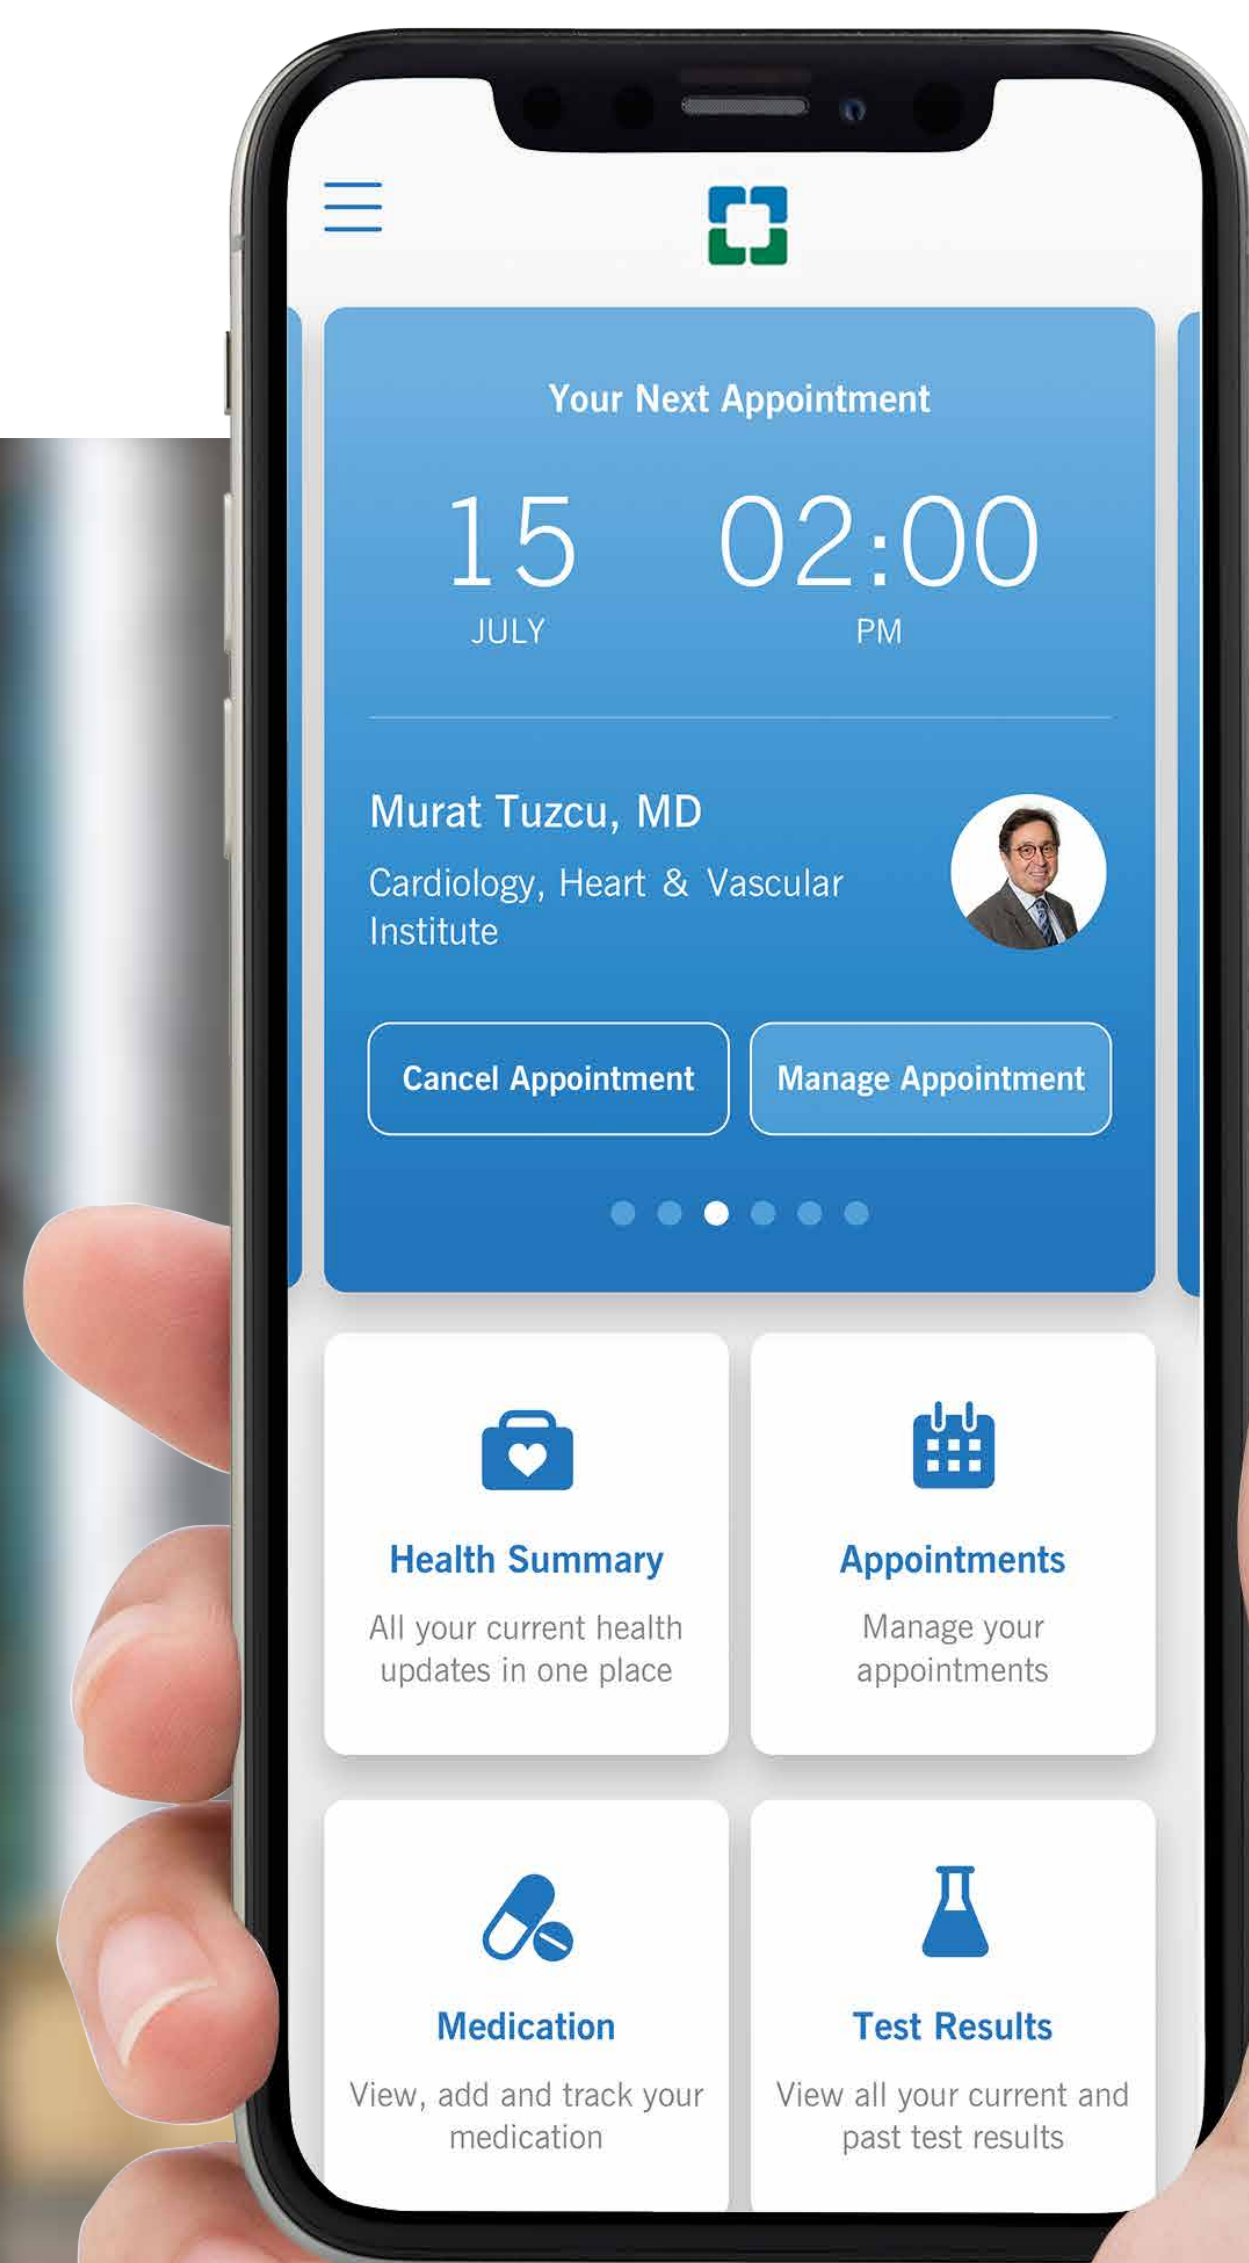 Your Next Appointment
15 02:00
JULY PM
Murat Tuzcu, MD
Cardiology, Heart & Vascular
Institute
Cancel Appointment Manage Appointment
Health Summary
All your current health
updates in one place
Appointments
Manage your
appointments
Medication
View, add and track your
medication
Test Results
View all your current and
past test results